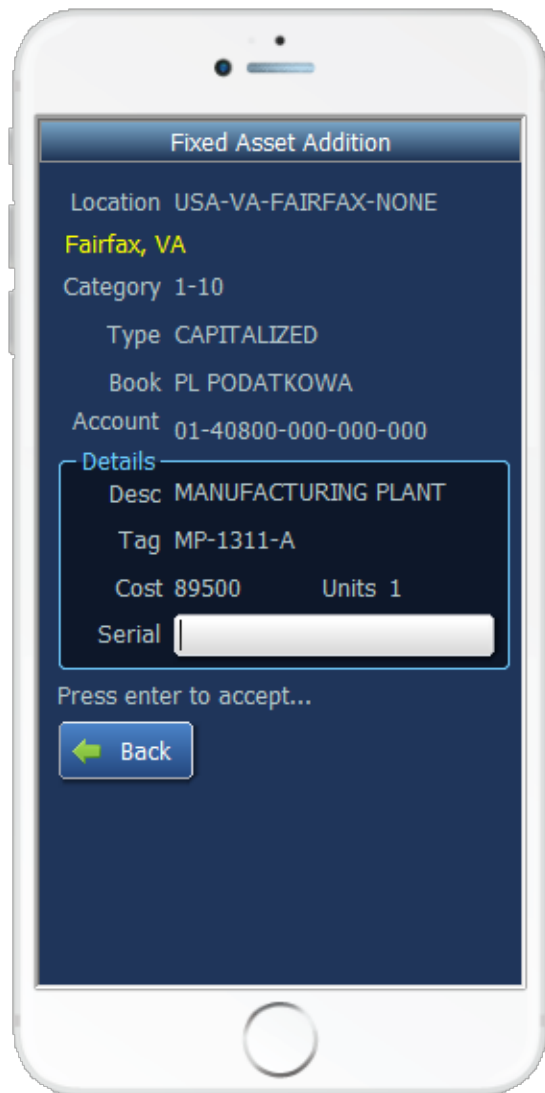 Fixed Asset Addition
Location USA-VA-FAIRFAX-NONE
Fairfax, VA
Category 1-10
Type CAPITALIZED
Book PL PODATKOWA
Account 01-40800-000-000-000
Details
Desc MANUFACTURING PLANT
Tag MP-1311-A
Cost 89500 Units 1
Serial
Press enter to accept...
Back